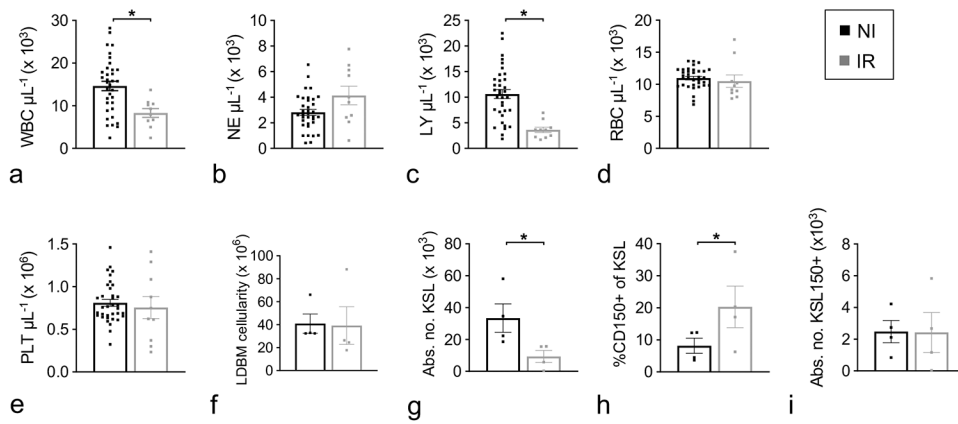 WBC µL⁻¹ (x 10³)
30
20
10
0
*
a
NE µL⁻¹ (x 10³)
10
8
6
4
2
0
b
LY µL⁻¹ (x 10³)
25
20
15
10
5
0
*
c
RBC µL⁻¹ (x 10³)
20
15
10
5
0
d
NI
IR
PLT µL⁻¹ (x 10⁶)
1.5
1.0
0.5
0.0
e
LDBM cellularity (x 10⁶)
100
80
60
40
20
0
f
Abs. no. KSL (x 10³)
80
60
40
20
0
*
g
%CD150+ of KSL
40
30
20
10
0
*
h
Abs. no. KSL150+ (x10³)
8
6
4
2
0
i